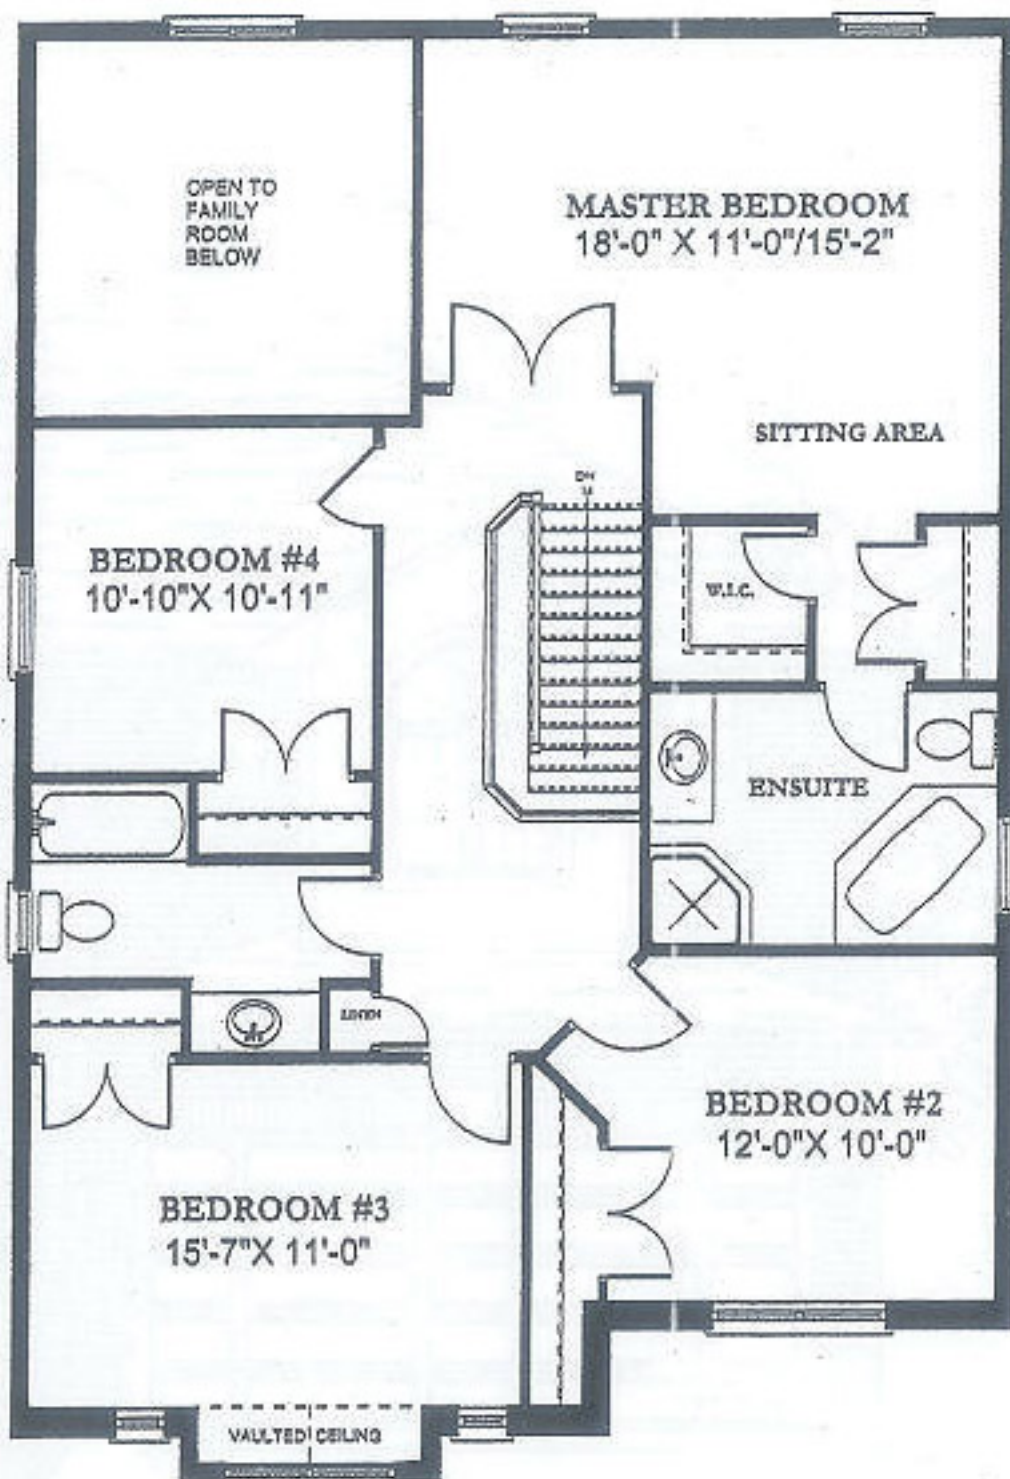 OPEN TO
FAMILY
ROOM
BELOW
MASTER BEDROOM
18'-0" X 11'-0"/15'-2"
SITTING AREA
DN
BEDROOM #4
10'-10"X 10'-11"
W.I.C.
ENSUITE
LINEN
BEDROOM #2
12'-0"X 10'-0"
BEDROOM #3
15'-7"X 11'-0"
VAULTED CEILING